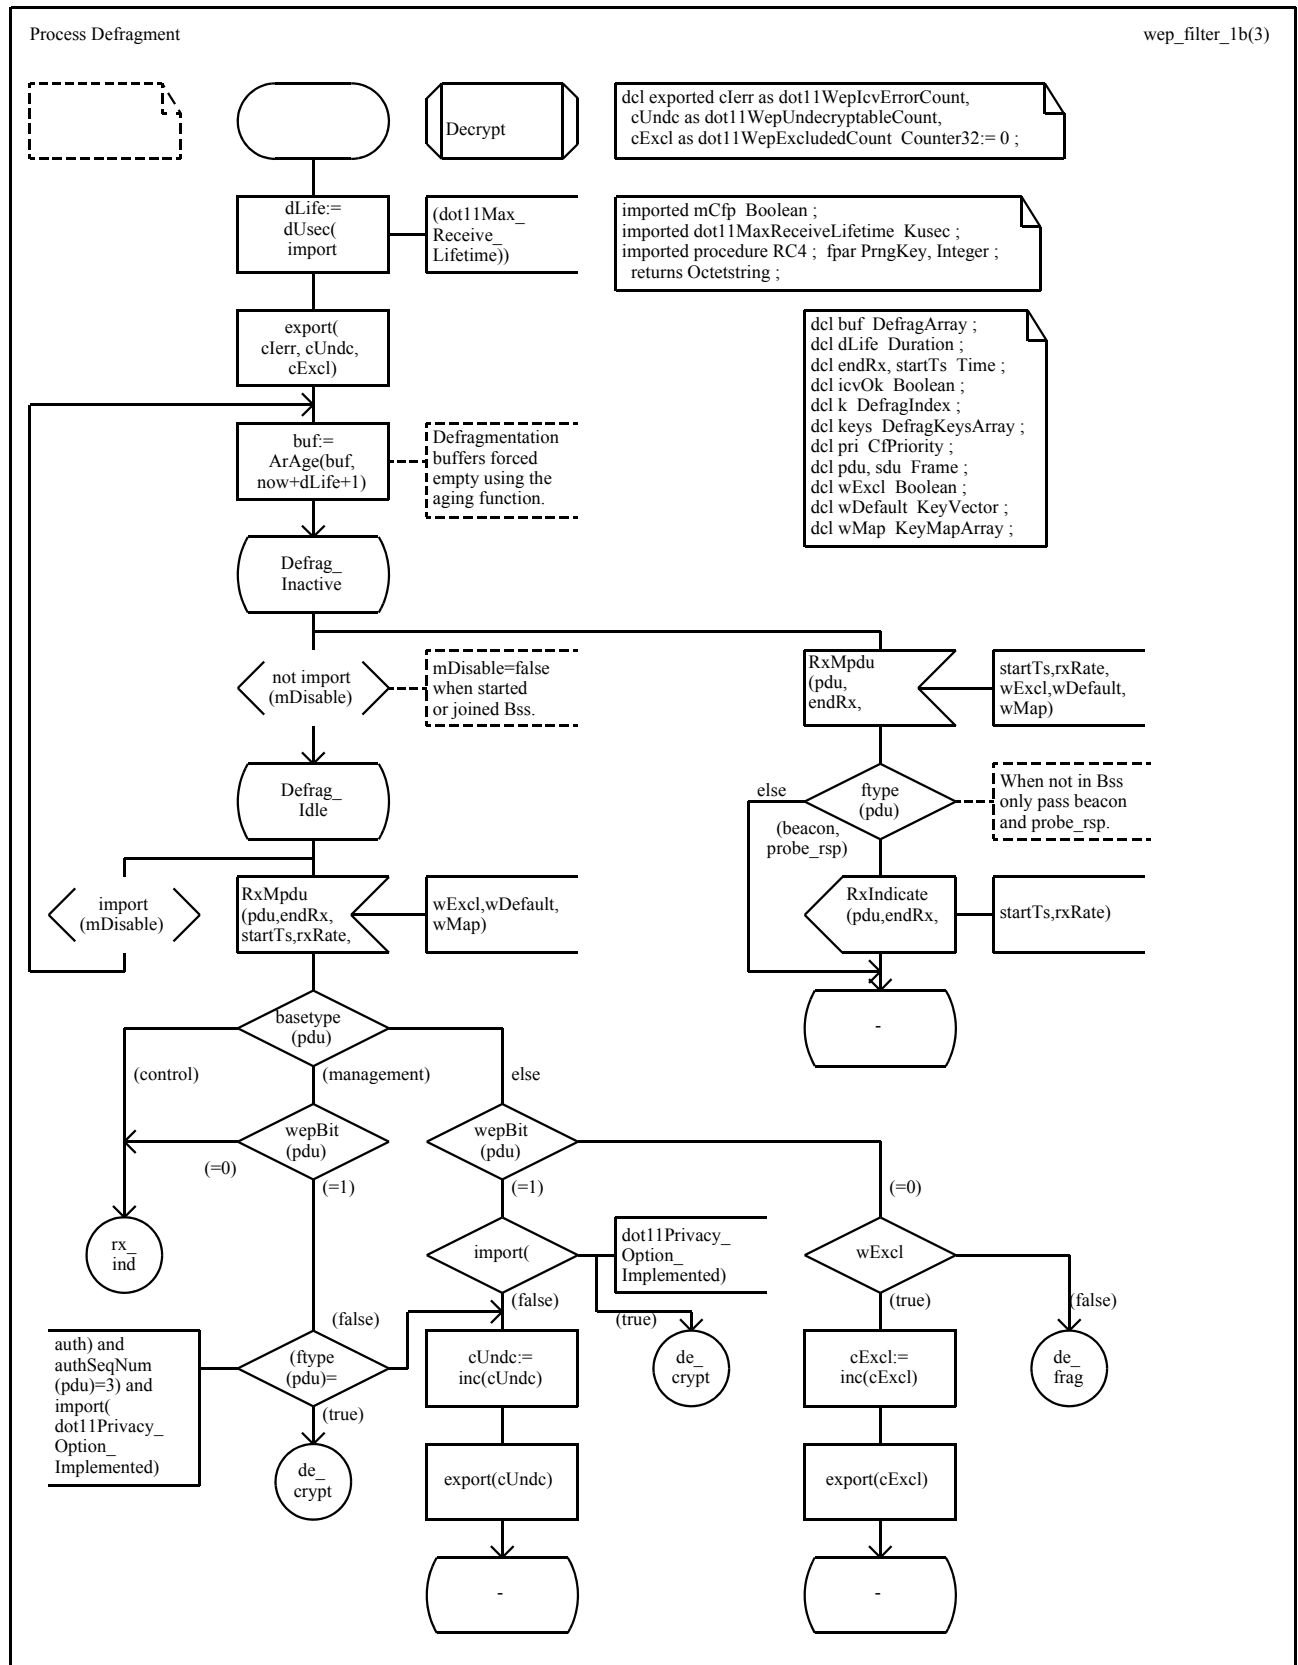 Process Defragment
wep_filter_1b(3)
Decrypt
dcl exported cIerr as dot11WepIcvErrorCount,
cUndc as dot11WepUndecryptableCount,
cExcl as dot11WepExcludedCount Counter32:= 0 ;
dLife:=
dUsec(
import
(dot11Max_
Receive_
Lifetime))
imported mCfp Boolean ;
imported dot11MaxReceiveLifetime Kusec ;
imported procedure RC4 ; fpar PrngKey, Integer ;
returns Octetstring ;
export(
cIerr, cUndc,
cExcl)
dcl buf DefragArray ;
dcl dLife Duration ;
dcl endRx, startTs Time ;
dcl icvOk Boolean ;
dcl k DefragIndex ;
dcl keys DefragKeysArray ;
dcl pri CfPriority ;
dcl pdu, sdu Frame ;
dcl wExcl Boolean ;
dcl wDefault KeyVector ;
dcl wMap KeyMapArray ;
buf:=
ArAge(buf,
now+dLife+1)
Defragmentation
buffers forced
empty using the
aging function.
Defrag_
Inactive
not import
(mDisable)
mDisable=false
when started
or joined Bss.
RxMpdu
(pdu,
endRx,
startTs,rxRate,
wExcl,wDefault,
wMap)
Defrag_
Idle
else
ftype
(pdu)
When not in Bss
only pass beacon
and probe_rsp.
(beacon,
probe_rsp)
import
(mDisable)
RxMpdu
(pdu,endRx,
startTs,rxRate,
wExcl,wDefault,
wMap)
RxIndicate
(pdu,endRx,
startTs,rxRate)
basetype
(pdu)
-
(control)
(management)
else
wepBit
(pdu)
wepBit
(pdu)
(=0)
(=1)
(=1)
(=0)
rx_
ind
import(
dot11Privacy_
Option_
Implemented)
wExcl
(false)
(false)
(true)
(true)
(false)
auth) and
authSeqNum
(pdu)=3) and
import(
dot11Privacy_
Option_
Implemented)
(ftype
(pdu)=
cUndc:=
inc(cUndc)
de_
crypt
cExcl:=
inc(cExcl)
de_
frag
(true)
de_
crypt
export(cUndc)
export(cExcl)
-
-